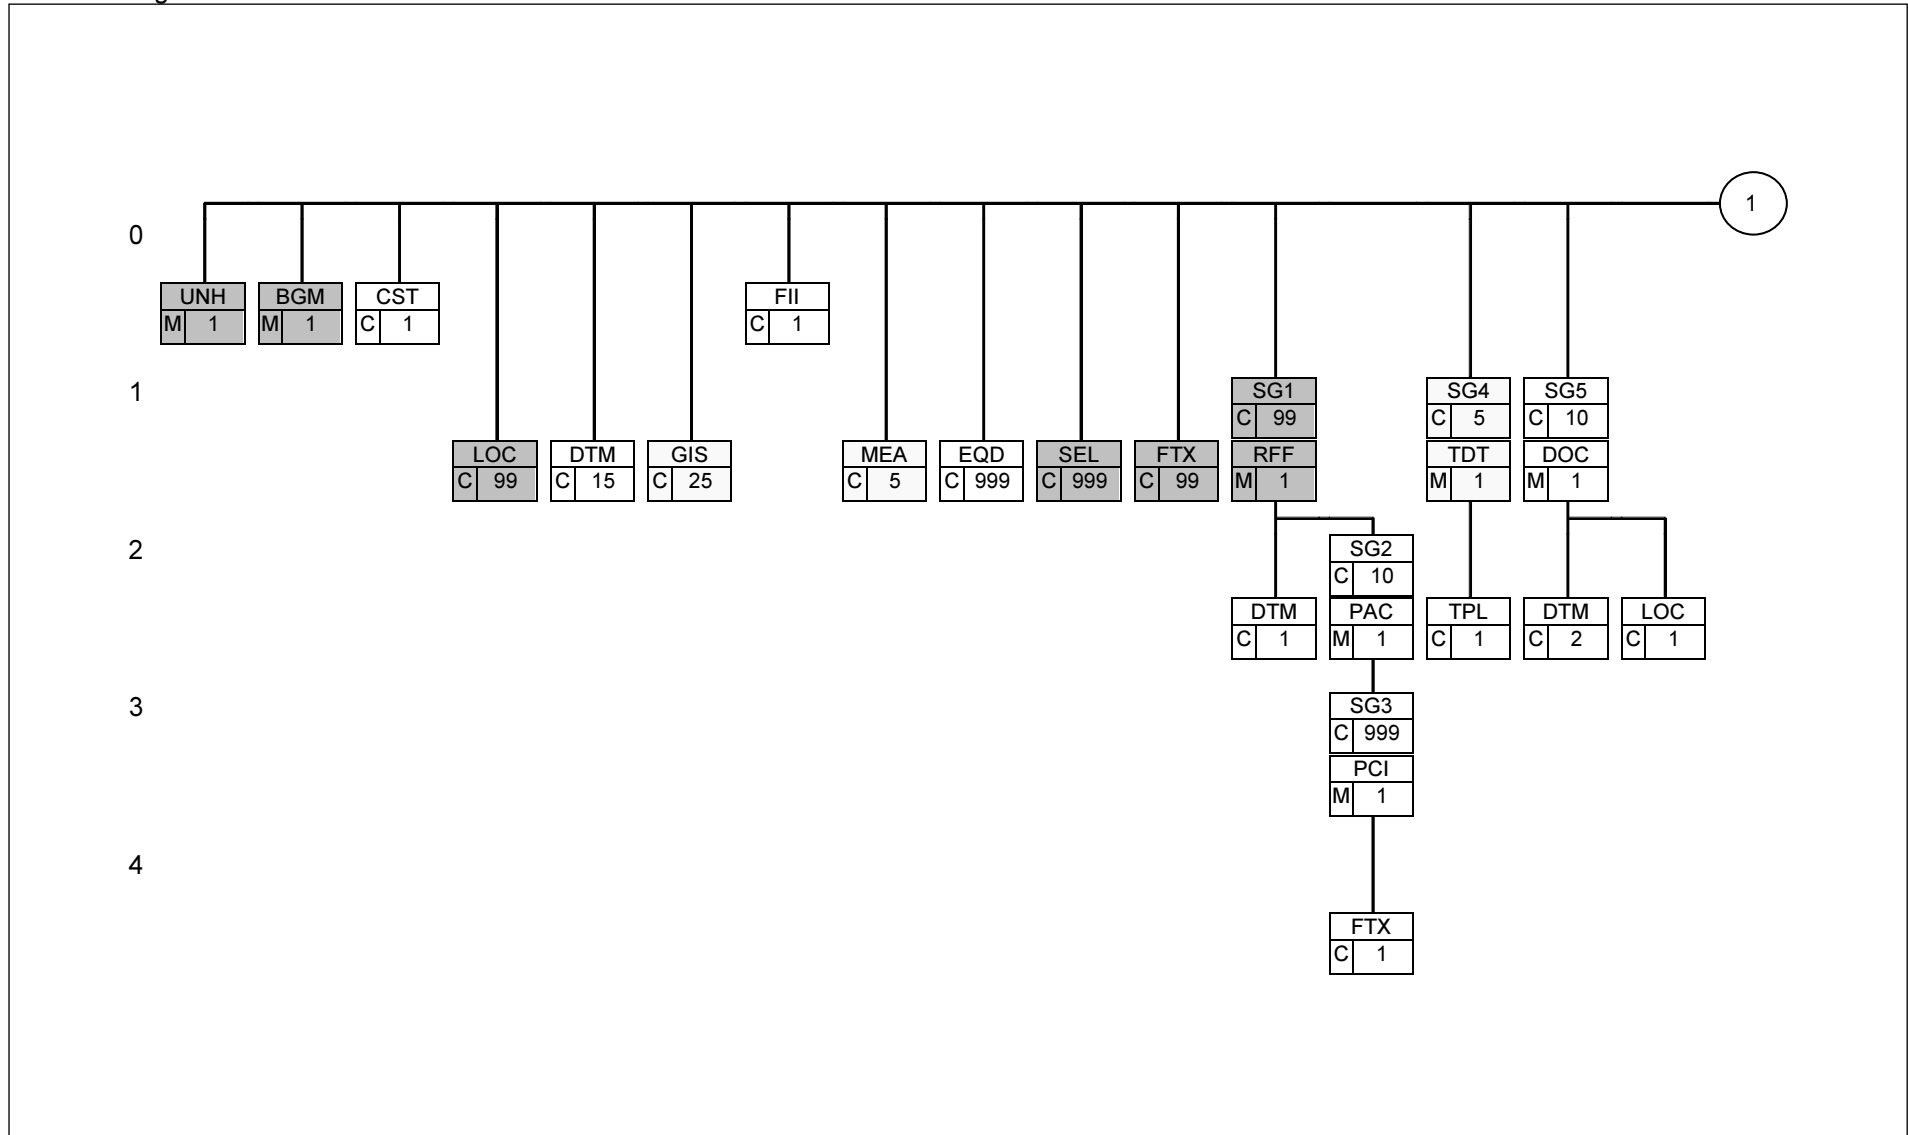 1
0
UNH BGM CST FII
M 1 M 1 C 1 C 1
1
SG1 SG4 SG5
C 99 C 5 C 10
LOC DTM GIS MEA EQD SEL FTX RFF TDT DOC
C 99 C 15 C 25 C 5 C 999 C 999 C 99 M 1 M 1 M 1
2
SG2
C 10
DTM PAC TPL DTM LOC
C 1 M 1 C 1 C 2 C 1
3
SG3
C 999
PCI
M 1
4
FTX
C 1